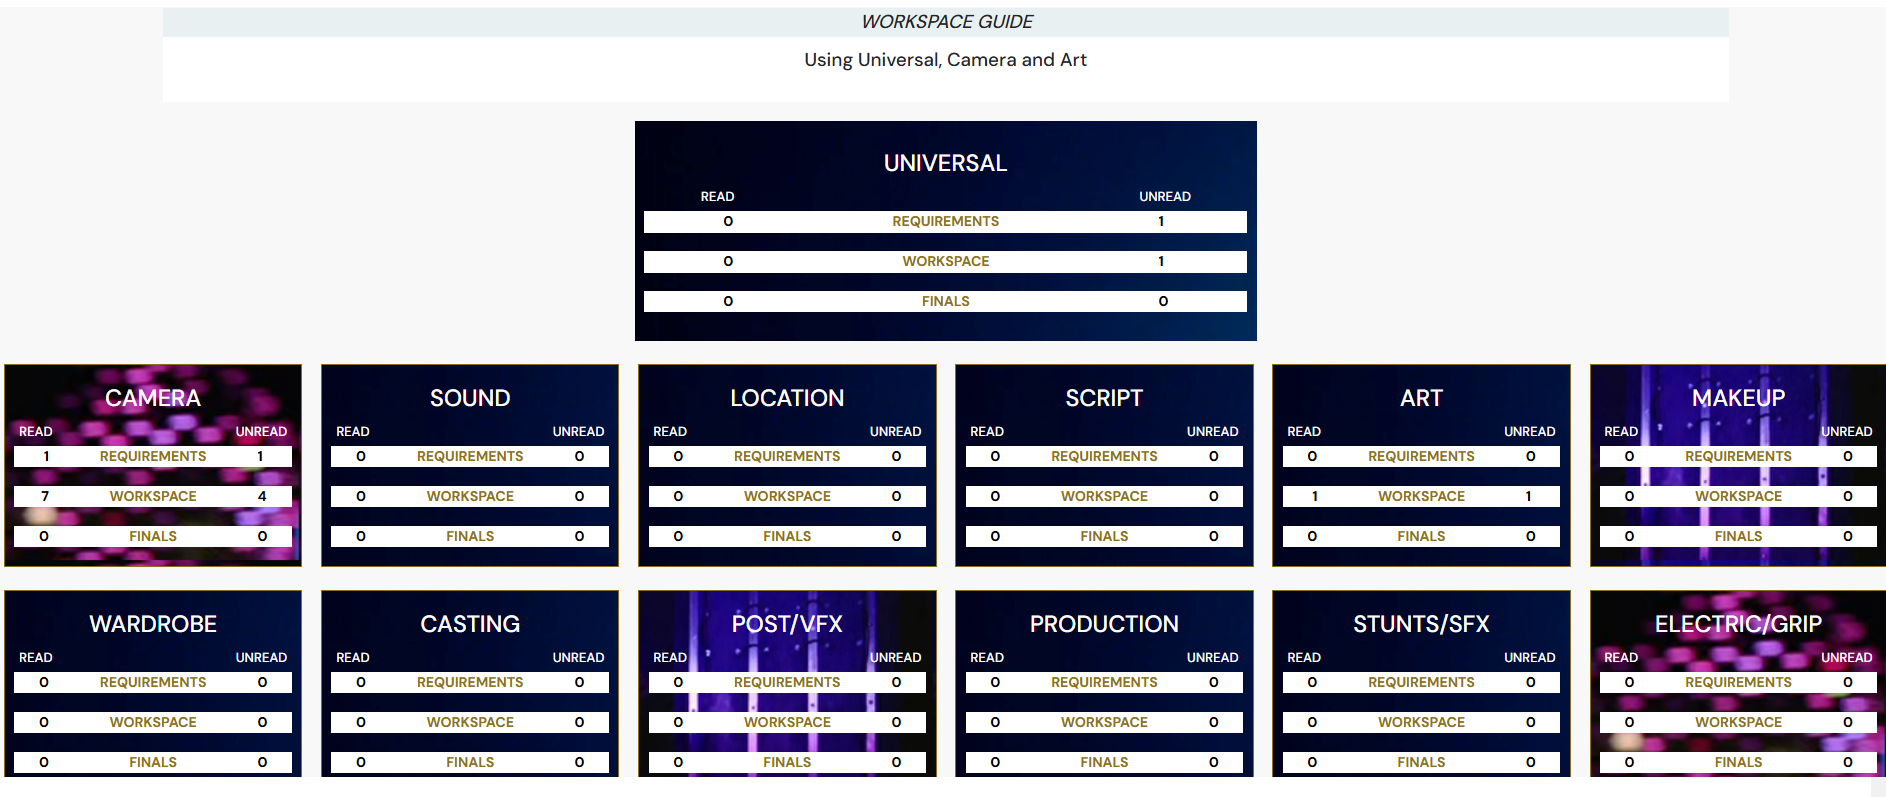 WORKSPACE GUIDE
Using Universal, Camera and Art
UNIVERSAL
READ UNREAD
0 REQUIREMENTS 1
0 WORKSPACE 1
0 FINALS 0
CAMERA
READ UNREAD
1 REQUIREMENTS 1
7 WORKSPACE 4
0 FINALS 0
SOUND
READ UNREAD
0 REQUIREMENTS 0
0 WORKSPACE 0
0 FINALS 0
LOCATION
READ UNREAD
0 REQUIREMENTS 0
0 WORKSPACE 0
0 FINALS 0
SCRIPT
READ UNREAD
0 REQUIREMENTS 0
0 WORKSPACE 0
0 FINALS 0
ART
READ UNREAD
0 REQUIREMENTS 0
1 WORKSPACE 1
0 FINALS 0
MAKEUP
READ UNREAD
0 REQUIREMENTS 0
0 WORKSPACE 0
0 FINALS 0
WARDROBE
READ UNREAD
0 REQUIREMENTS 0
0 WORKSPACE 0
0 FINALS 0
CASTING
READ UNREAD
0 REQUIREMENTS 0
0 WORKSPACE 0
0 FINALS 0
POST/VFX
READ UNREAD
0 REQUIREMENTS 0
0 WORKSPACE 0
0 FINALS 0
PRODUCTION
READ UNREAD
0 REQUIREMENTS 0
0 WORKSPACE 0
0 FINALS 0
STUNTS/SFX
READ UNREAD
0 REQUIREMENTS 0
0 WORKSPACE 0
0 FINALS 0
ELECTRIC/GRIP
READ UNREAD
0 REQUIREMENTS 0
0 WORKSPACE 0
0 FINALS 0